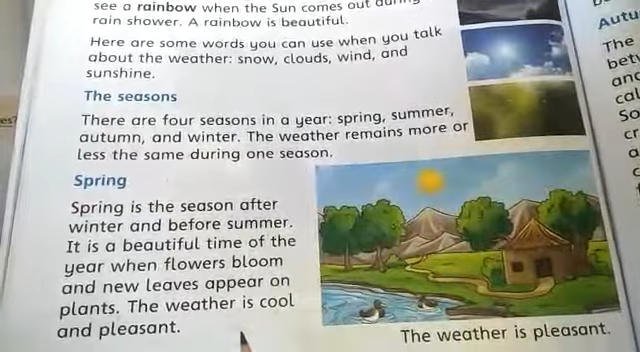 see a rainbow when the Sun comes out during
rain shower. A rainbow is beautiful.
Here are some words you can use when you talk
about the weather: snow, clouds, wind, and
sunshine.
The seasons
There are four seasons in a year: spring, summer,
autumn, and winter. The weather remains more or
less the same during one season.
Spring
Spring is the season after
winter and before summer.
It is a beautiful time of the
year when flowers bloom
and new leaves appear on
plants. The weather is cool
and pleasant.
The weather is pleasant.
The